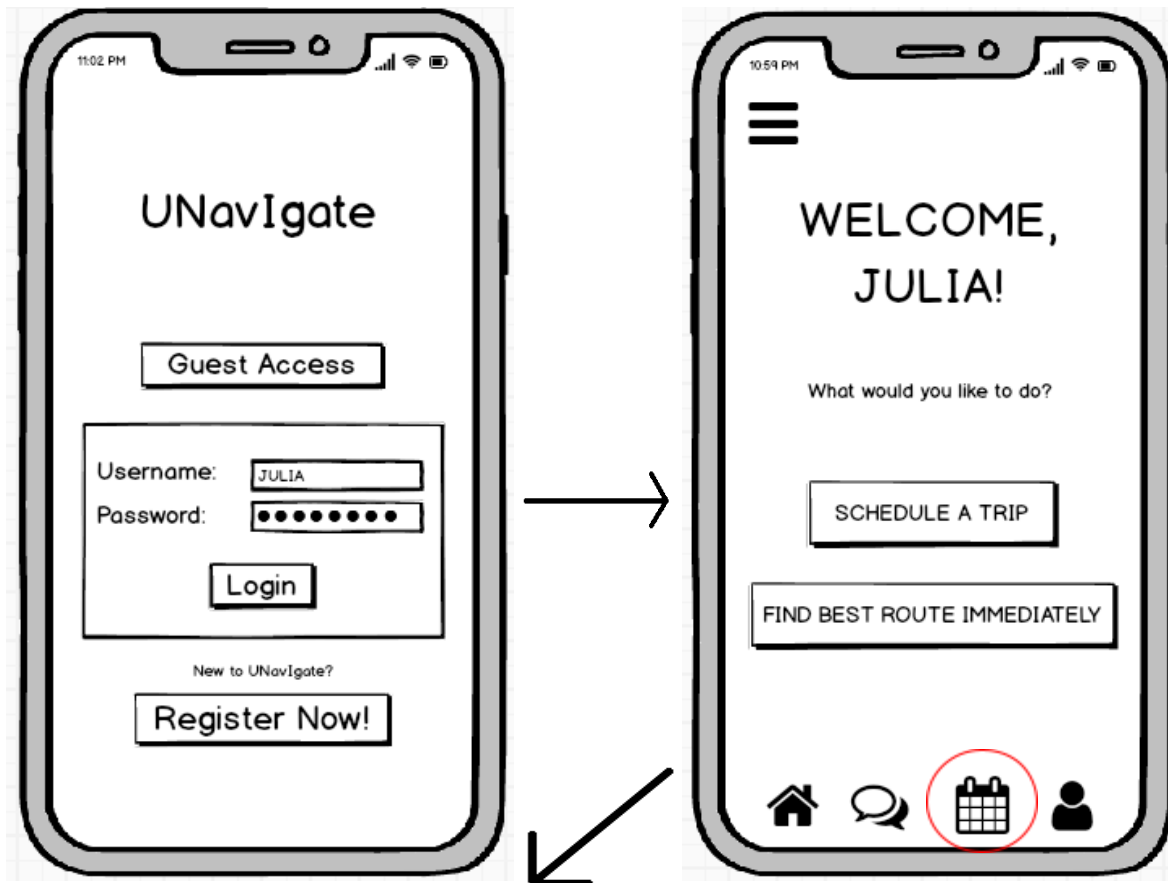 11:02 PM
UNavIgate
Guest Access
Username: JULIA
Password: ●●●●●●●●
Login
New to UNavIgate?
Register Now!
10:59 PM
WELCOME,
JULIA!
What would you like to do?
SCHEDULE A TRIP
FIND BEST ROUTE IMMEDIATELY